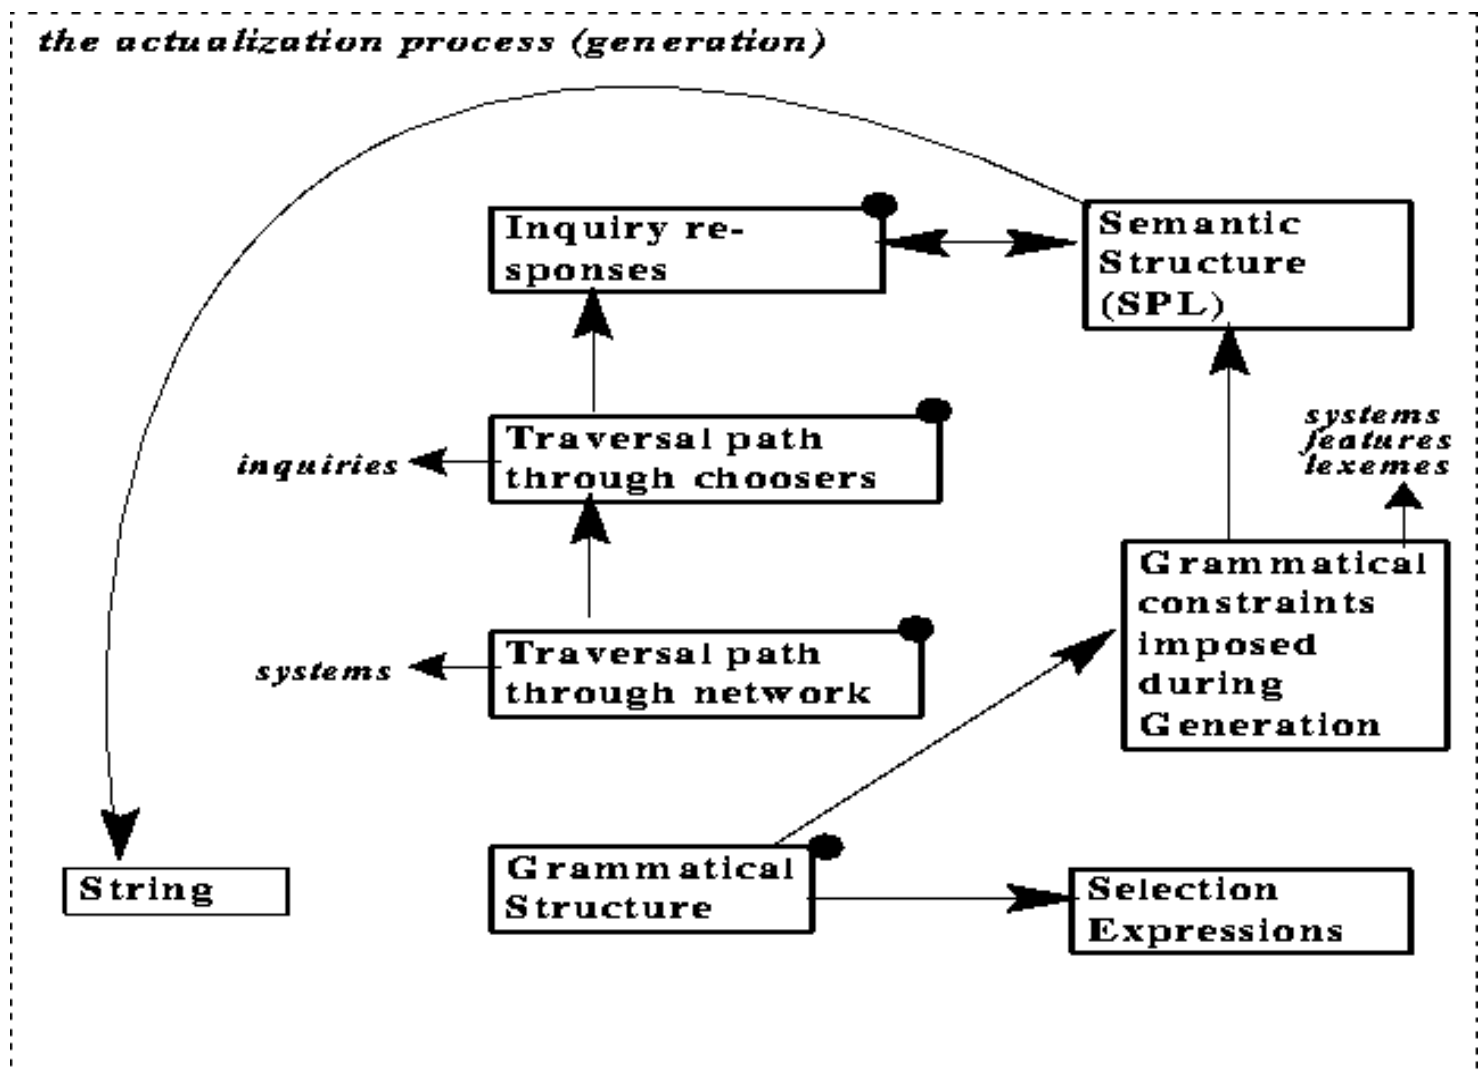 the actualization process (generation)
Inquiry re-
sponses
Semantic
Structure
(SPL)
Traversal path
through choosers
inquiries
systems
features
lexemes
Grammatical
constraints
imposed
during
Generation
Traversal path
through network
systems
Grammatical
Structure
String
Selection
Expressions